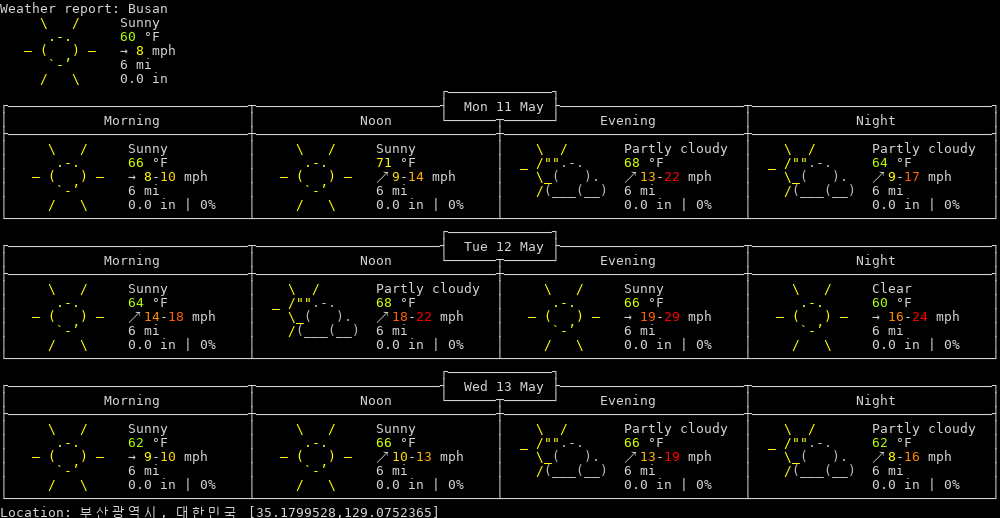 Weather report: Busan
Sunny
60 °F
→ 8 mph
6 mi
0.0 in
Mon 11 May
Morning Noon Evening Night
Sunny Sunny Partly cloudy Partly cloudy
66 °F 71 °F 68 °F 64 °F
→ 8-10 mph ↗ 9-14 mph ↗ 13-22 mph ↗ 9-17 mph
6 mi 6 mi 6 mi 6 mi
0.0 in | 0% 0.0 in | 0% 0.0 in | 0% 0.0 in | 0%
Tue 12 May
Morning Noon Evening Night
Sunny Partly cloudy Sunny Clear
64 °F 68 °F 66 °F 60 °F
↗ 14-18 mph ↗ 18-22 mph → 19-29 mph → 16-24 mph
6 mi 6 mi 6 mi 6 mi
0.0 in | 0% 0.0 in | 0% 0.0 in | 0% 0.0 in | 0%
Wed 13 May
Morning Noon Evening Night
Sunny Sunny Partly cloudy Partly cloudy
62 °F 66 °F 66 °F 62 °F
→ 9-10 mph ↗ 10-13 mph ↗ 13-19 mph ↗ 8-16 mph
6 mi 6 mi 6 mi 6 mi
0.0 in | 0% 0.0 in | 0% 0.0 in | 0% 0.0 in | 0%
Location: 부산광역시, 대한민국 [35.1799528,129.0752365]